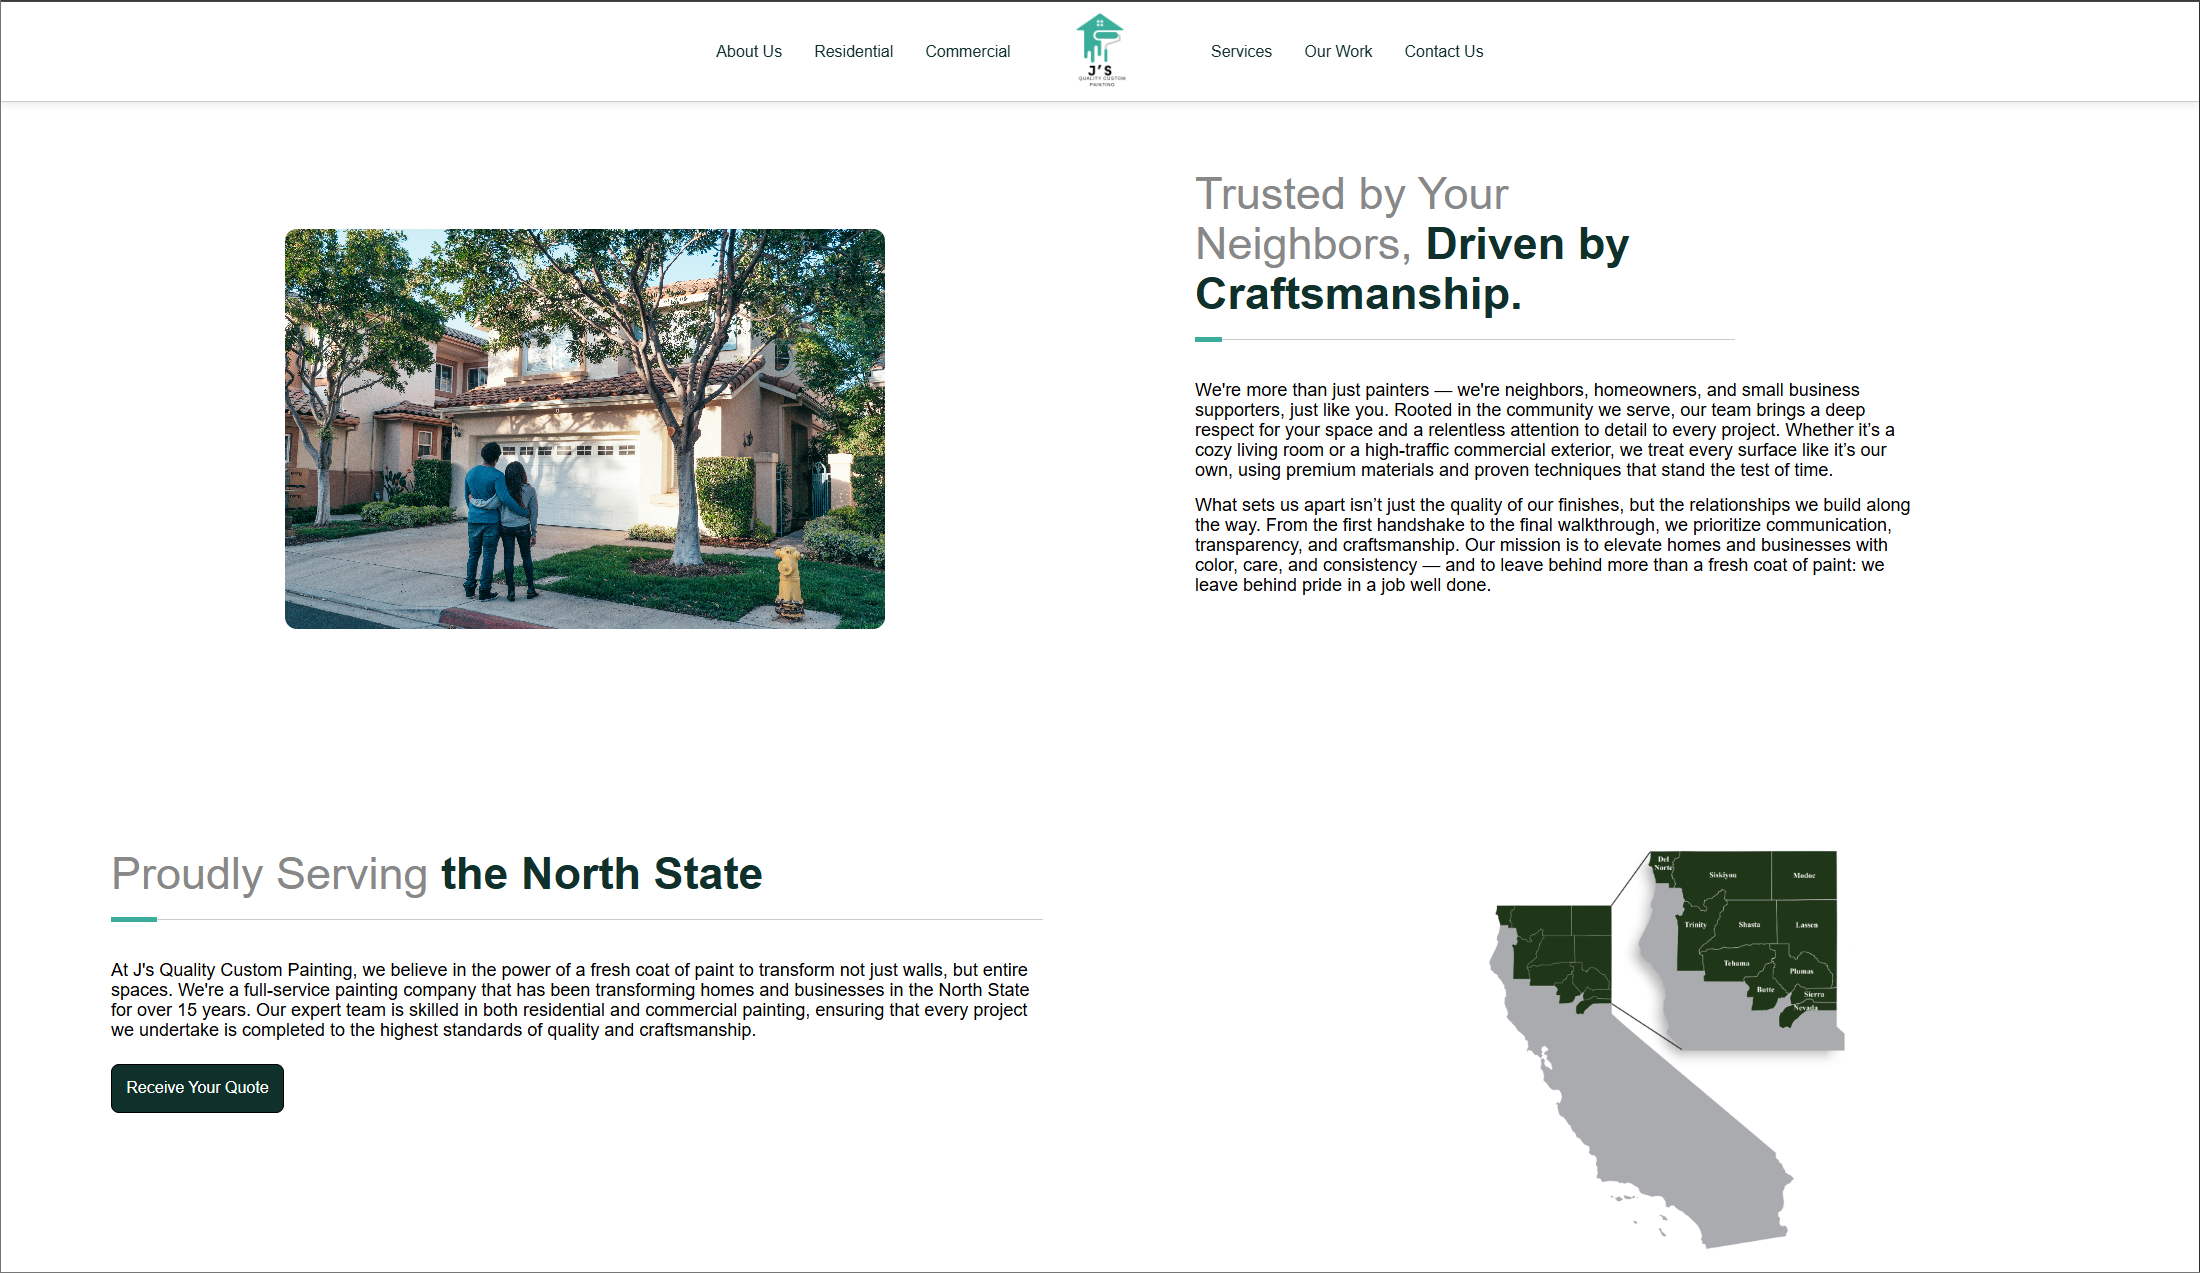 About Us
Residential
Commercial
J'S
QUALITY CUSTOM
PAINTING
Services
Our Work
Contact Us
Trusted by Your
Neighbors, Driven by
Craftsmanship.
We're more than just painters — we're neighbors, homeowners, and small business
supporters, just like you. Rooted in the community we serve, our team brings a deep
respect for your space and a relentless attention to detail to every project. Whether it’s a
cozy living room or a high-traffic commercial exterior, we treat every surface like it’s our
own, using premium materials and proven techniques that stand the test of time.
What sets us apart isn’t just the quality of our finishes, but the relationships we build along
the way. From the first handshake to the final walkthrough, we prioritize communication,
transparency, and craftsmanship. Our mission is to elevate homes and businesses with
color, care, and consistency — and to leave behind more than a fresh coat of paint: we
leave behind pride in a job well done.
Proudly Serving the North State
At J's Quality Custom Painting, we believe in the power of a fresh coat of paint to transform not just walls, but entire
spaces. We're a full-service painting company that has been transforming homes and businesses in the North State
for over 15 years. Our expert team is skilled in both residential and commercial painting, ensuring that every project
we undertake is completed to the highest standards of quality and craftsmanship.
Receive Your Quote
Del
Norte
Siskiyou
Modoc
Trinity
Shasta
Lassen
Tehama
Plumas
Butte
Sierra
Nevada